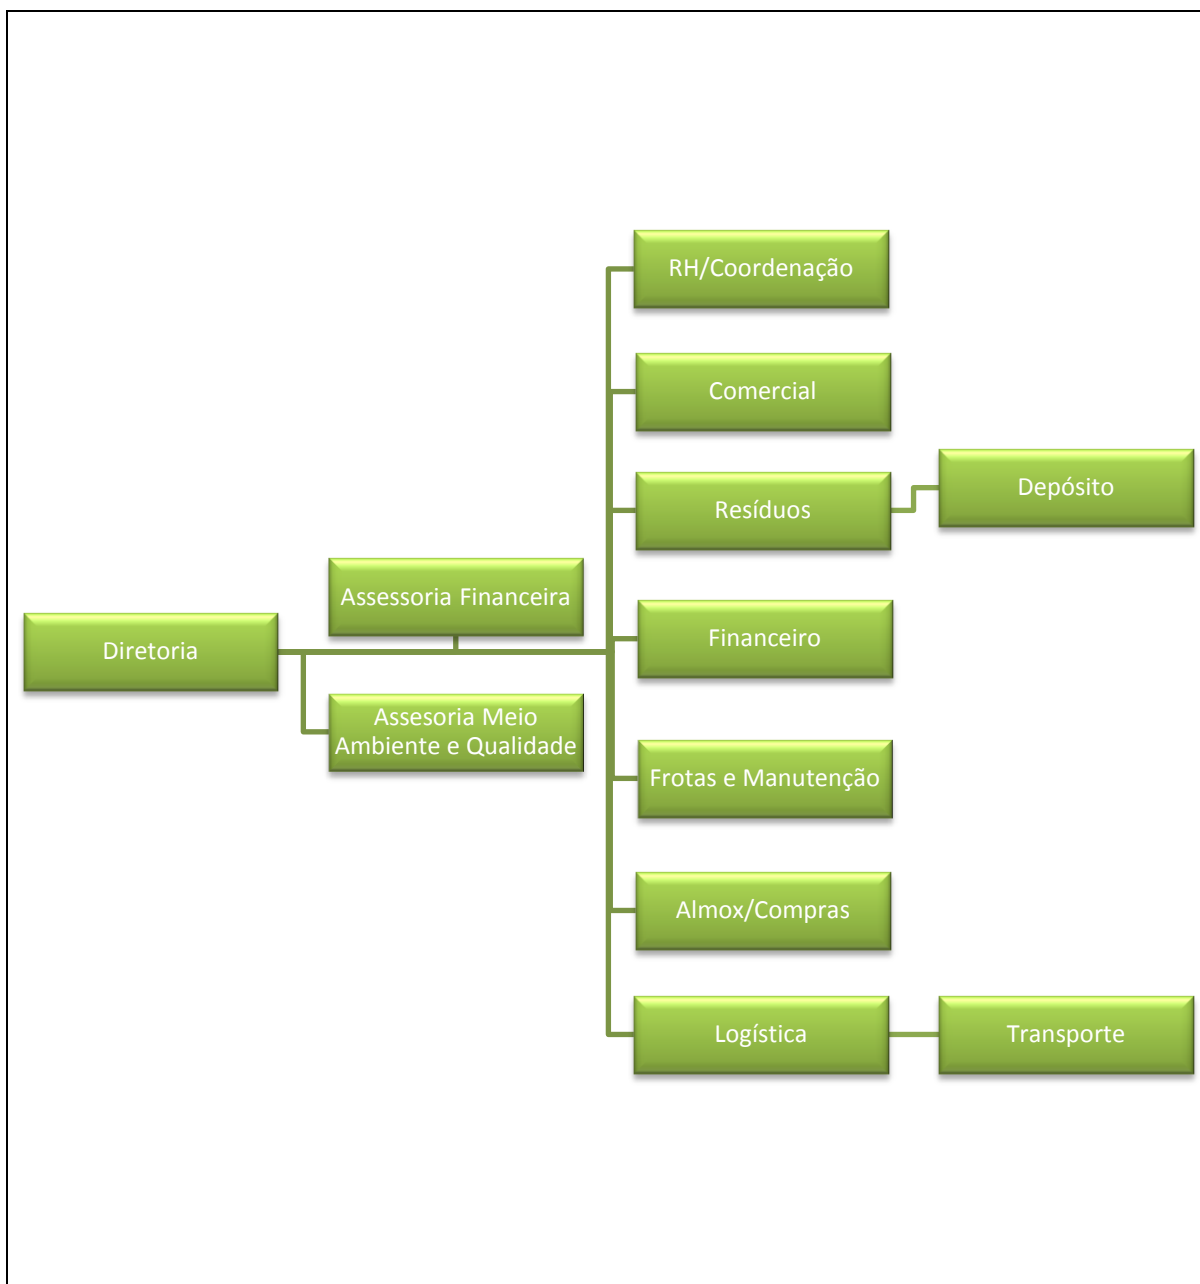 RH/Coordenação
Comercial
Resíduos
Depósito
Assessoria Financeira
Financeiro
Diretoria
Assesoria Meio
Ambiente e Qualidade
Frotas e Manutenção
Almox/Compras
Logística
Transporte